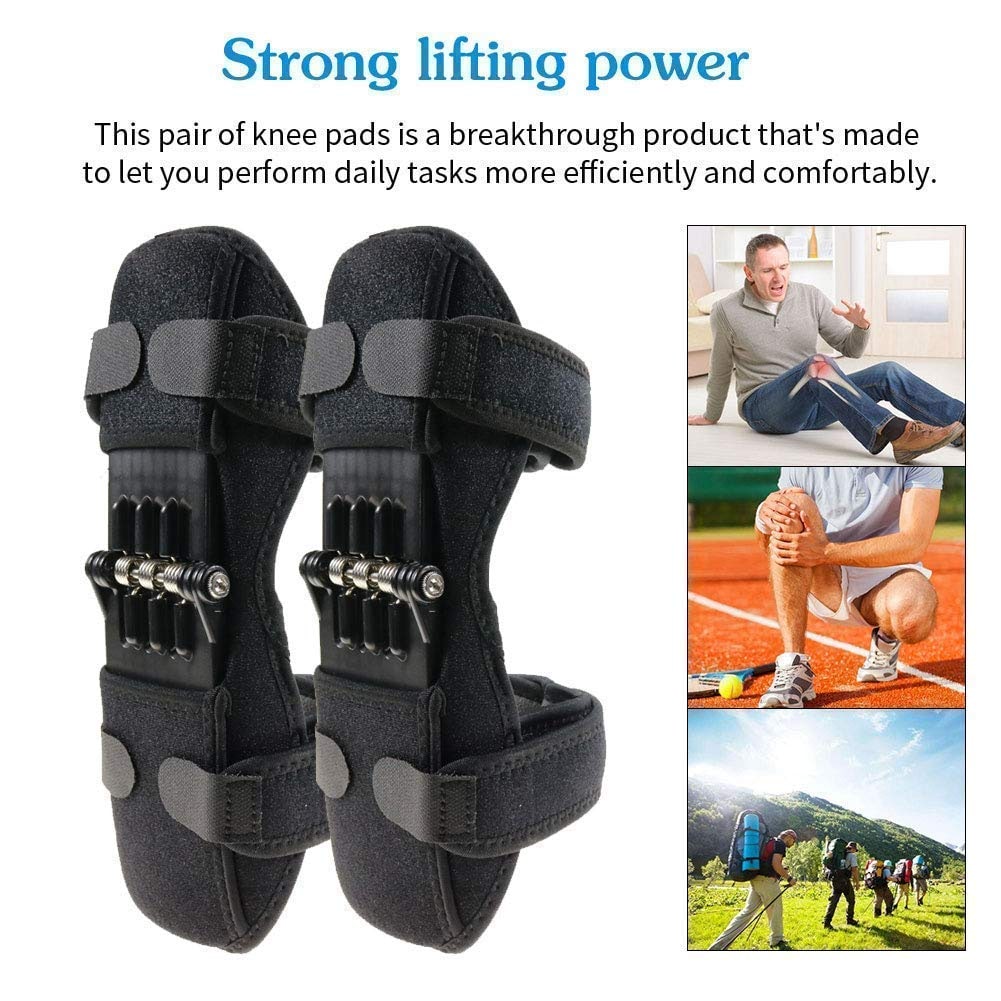 Strong lifting power
This pair of knee pads is a breakthrough product that's made
to let you perform daily tasks more efficiently and comfortably.